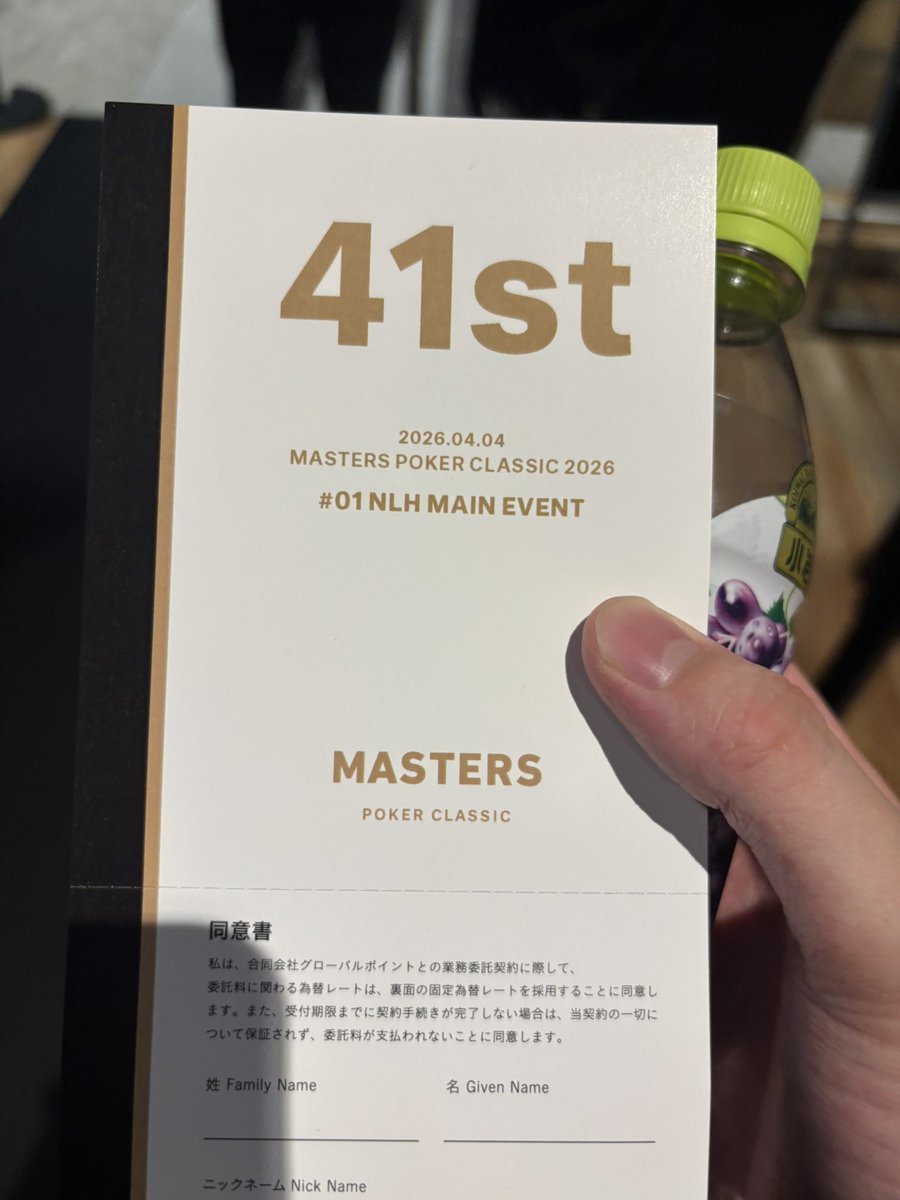 41st
2026.04.04
MASTERS POKER CLASSIC 2026
#01 NLH MAIN EVENT
MASTERS
POKER CLASSIC
同意書
私は、合同会社グローバルポイントとの業務委託契約に際して、
委託料に関わる為替レートは、裏面の固定為替レートを採用することに同意し
ます。また、受付期限までに契約手続きが完了しない場合は、当契約の一切に
ついて保証されず、委託料が支払われないことに同意します。
姓 Family Name
名 Given Name
ニックネーム Nick Name